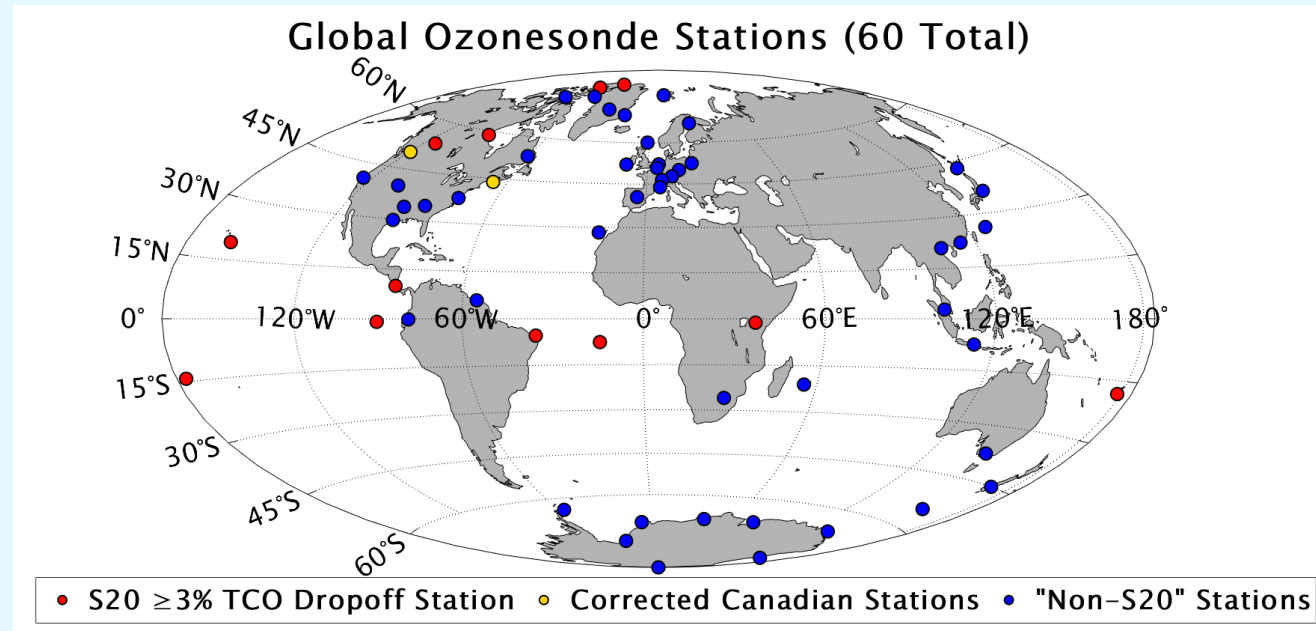 Global Ozonesonde Stations (60 Total)
60°N
45°N
30°N
15°N
0° 120°W 60°W 0° 60°E 120°E 180°
15°S
30°S
45°S
60°S
S20 ≥3% TCO Dropoff Station Corrected Canadian Stations "Non-S20" Stations